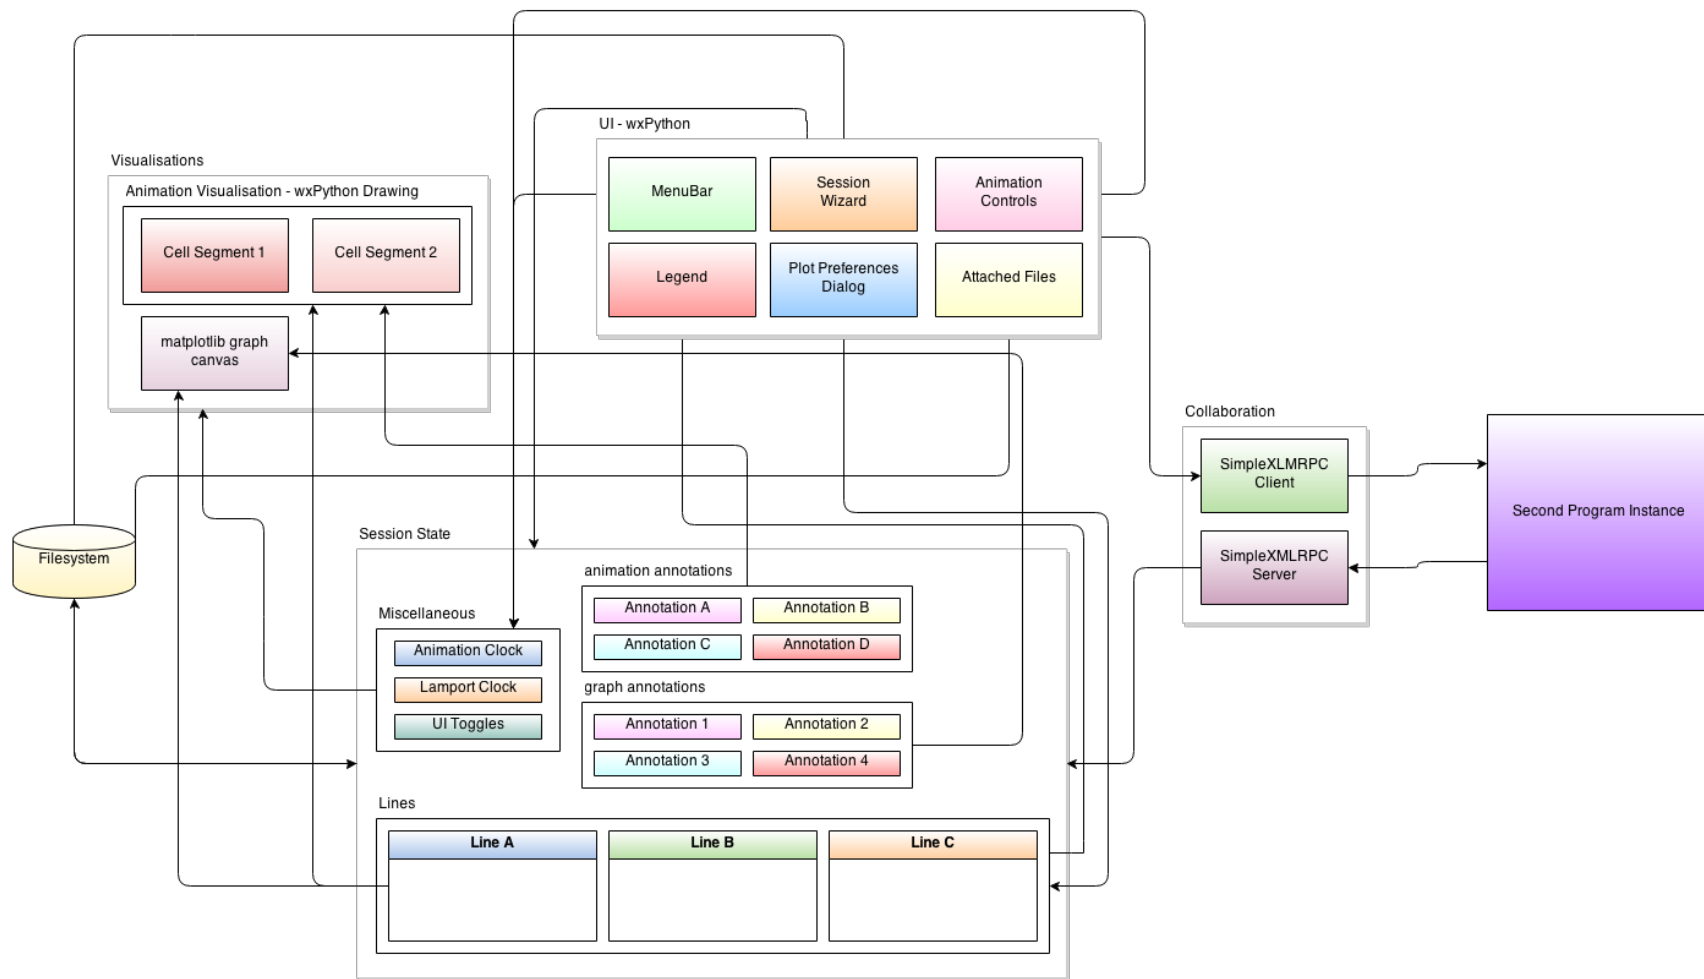 UI - wxPython
MenuBar
Session
Wizard
Animation
Controls
Legend
Plot Preferences
Dialog
Attached Files
Visualisations
Animation Visualisation - wxPython Drawing
Cell Segment 1
Cell Segment 2
matplotlib graph
canvas
Collaboration
SimpleXLMRPC
Client
SimpleXMLRPC
Server
Second Program Instance
Filesystem
Session State
Miscellaneous
Animation Clock
Lamport Clock
UI Toggles
animation annotations
Annotation A
Annotation B
Annotation C
Annotation D
graph annotations
Annotation 1
Annotation 2
Annotation 3
Annotation 4
Lines
Line A
Line B
Line C